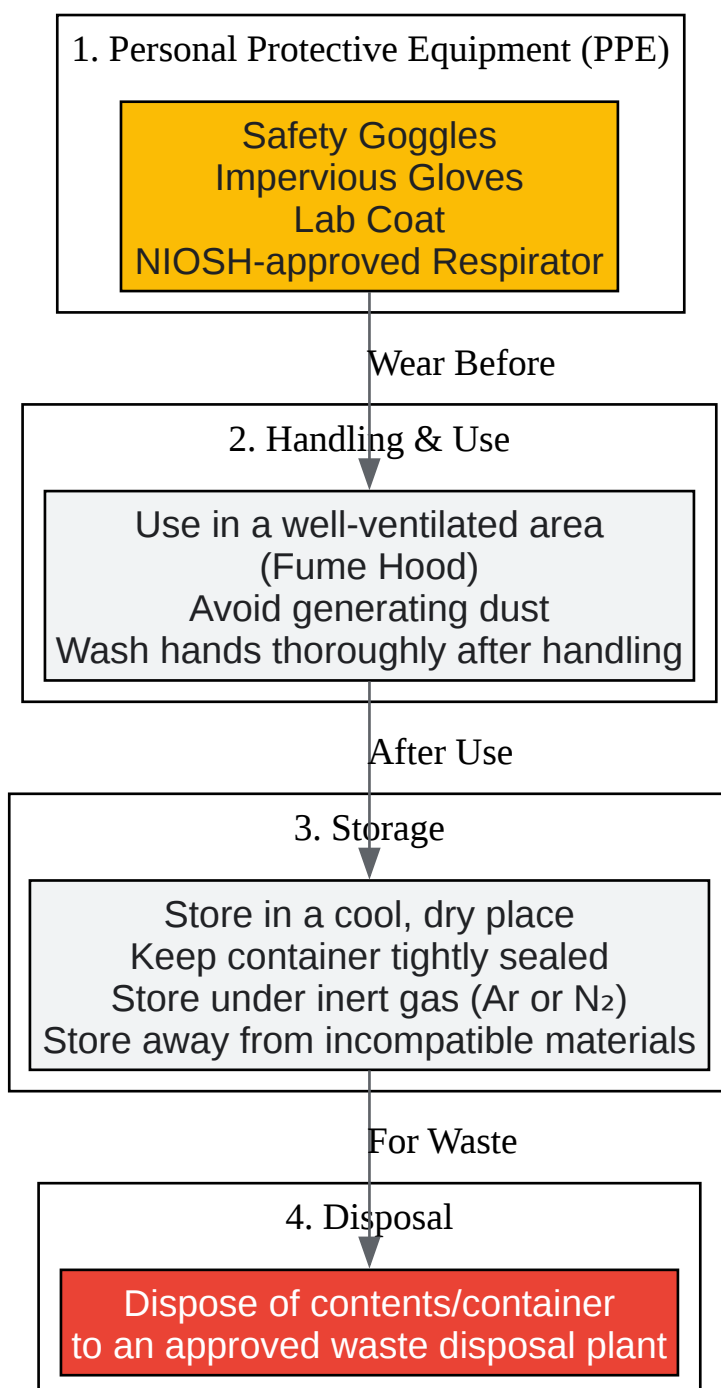 1. Personal Protective Equipment (PPE)
Safety Goggles
Impervious Gloves
Lab Coat
NIOSH-approved Respirator
Wear Before
2. Handling & Use
Use in a well-ventilated area
(Fume Hood)
Avoid generating dust
Wash hands thoroughly after handling
After Use
3. Storage
Store in a cool, dry place
Keep container tightly sealed
Store under inert gas (Ar or N₂)
Store away from incompatible materials
For Waste
4. Disposal
Dispose of contents/container
to an approved waste disposal plant